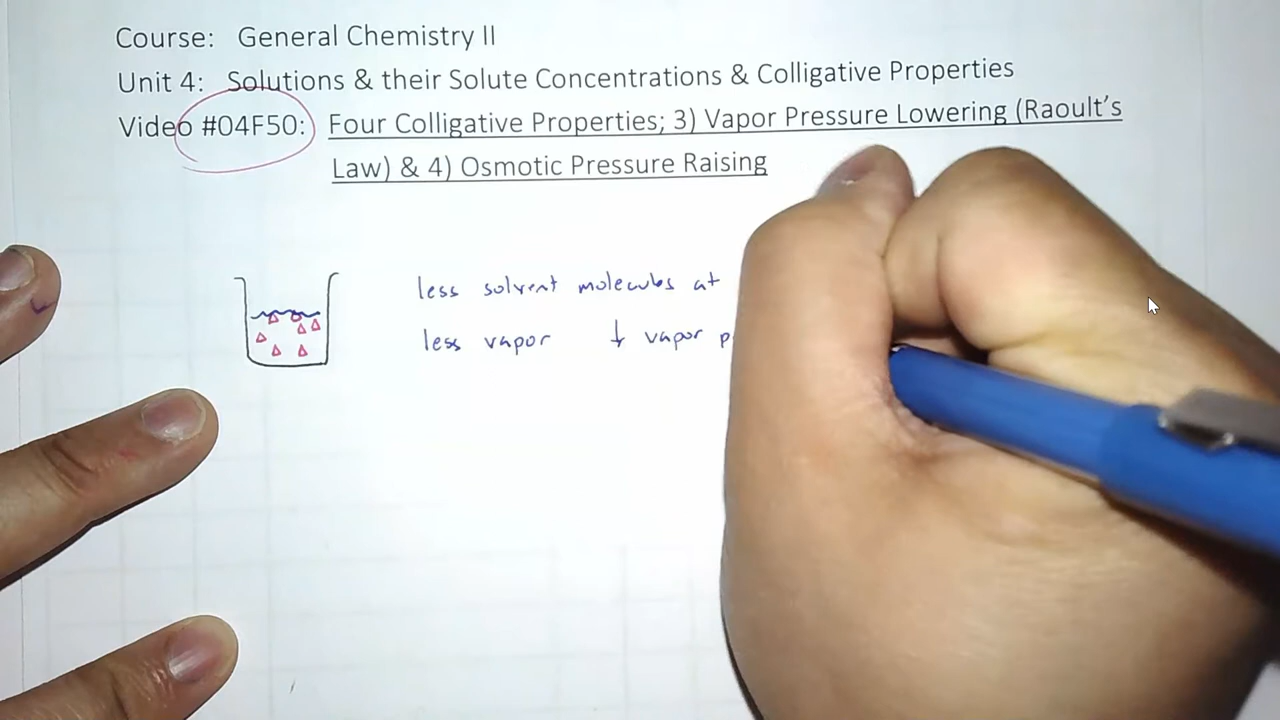 Course: General Chemistry II
Unit 4: Solutions & their Solute Concentrations & Colligative Properties
Video #04F50: Four Colligative Properties; 3) Vapor Pressure Lowering (Raoult's
Law) & 4) Osmotic Pressure Raising
less solvent molecules at
less vapor ↓ vapor p